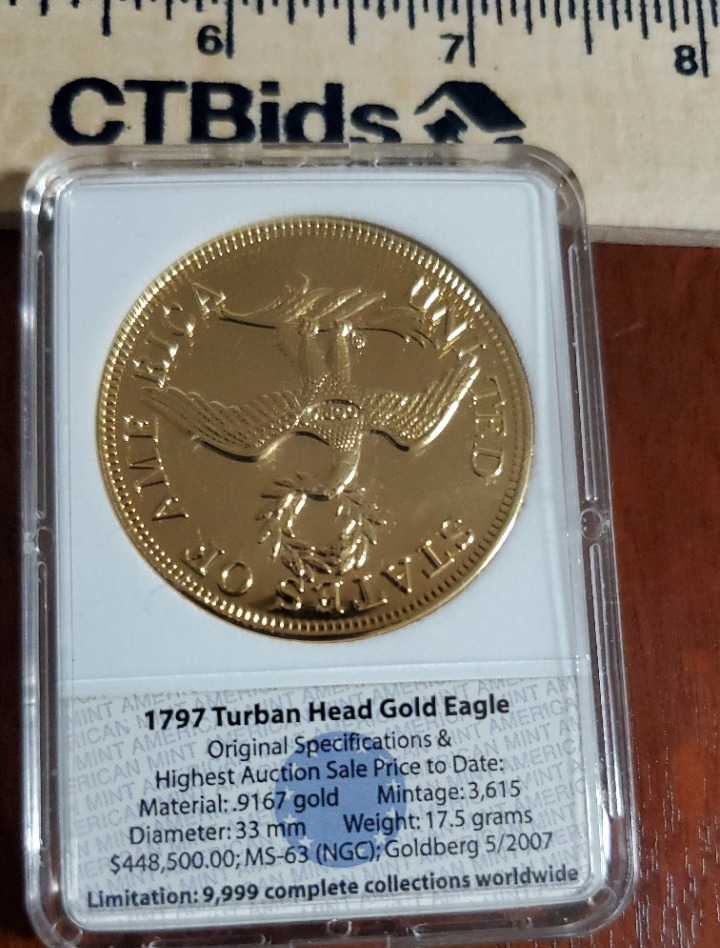 6 7 8
CTBids
UNITED STATES OF AMERICA
1797 Turban Head Gold Eagle
Original Specifications &
Highest Auction Sale Price to Date:
Material: .9167 gold Mintage: 3,615
Diameter: 33 mm Weight: 17.5 grams
$448,500.00; MS-63 (NGC); Goldberg 5/2007
Limitation: 9,999 complete collections worldwide
AMERICAN MINT